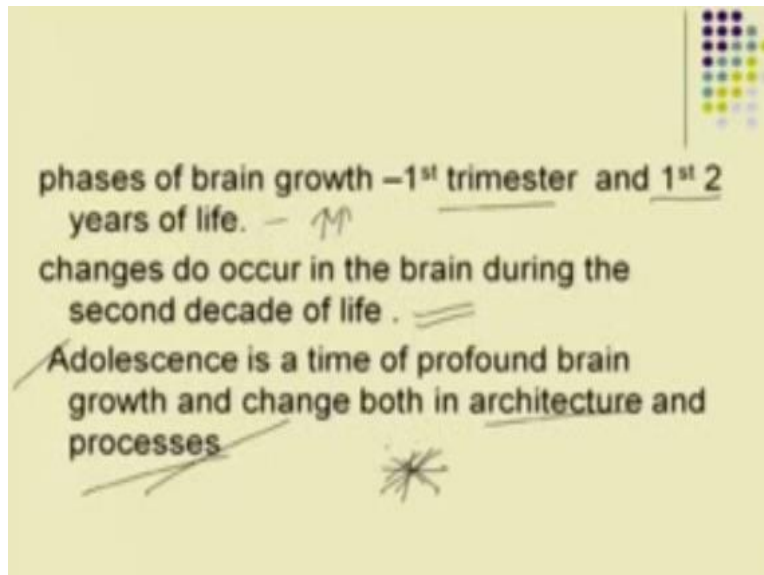 phases of brain growth –1st trimester and 1st 2
years of life.
changes do occur in the brain during the
second decade of life .
Adolescence is a time of profound brain
growth and change both in architecture and
processes